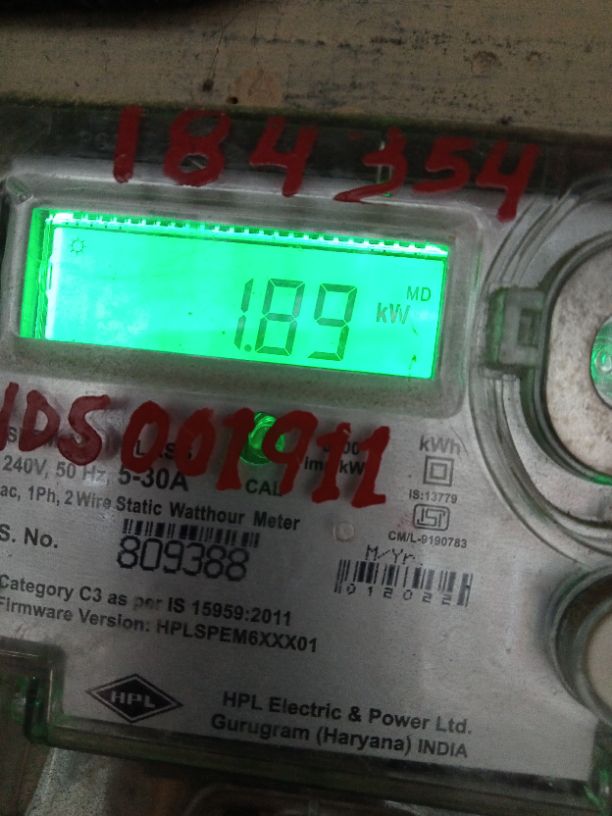 184354
1.89 kW MD
IDS001911
240V, 50 Hz, 5-30A
CAL
kWh
IS:13779
CM/L-9190783
ac, 1Ph, 2 Wire Static Watthour Meter
S. No.
809388
M/Yr.
012022
Category C3 as per IS 15959:2011
Firmware Version: HPLSPEM6XXX01
HPL
HPL Electric & Power Ltd.
Gurugram (Haryana) INDIA